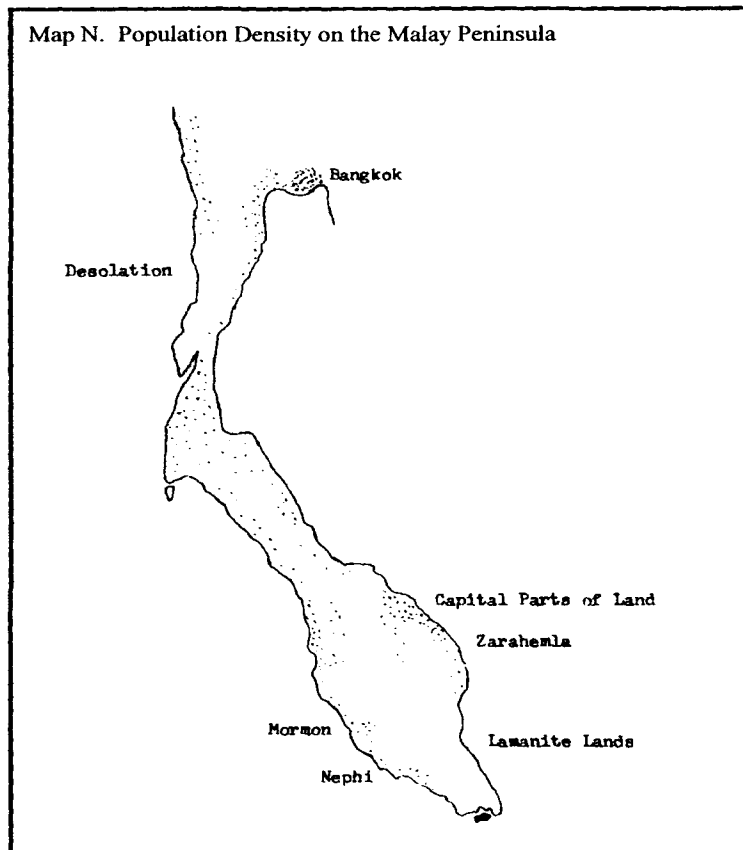 Map N. Population Density on the Malay Peninsula
Bangkok
Desolation
Capital Parts of Land
Zarahemla
Mormon
Lamanite Lands
Nephi